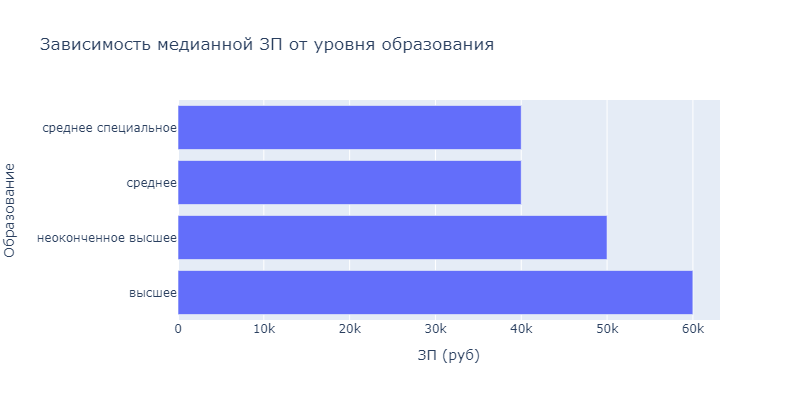 Зависимость медианной ЗП от уровня образования
Образование
среднее специальное
среднее
неоконченное высшее
высшее
0 10k 20k 30k 40k 50k 60k
ЗП (руб)